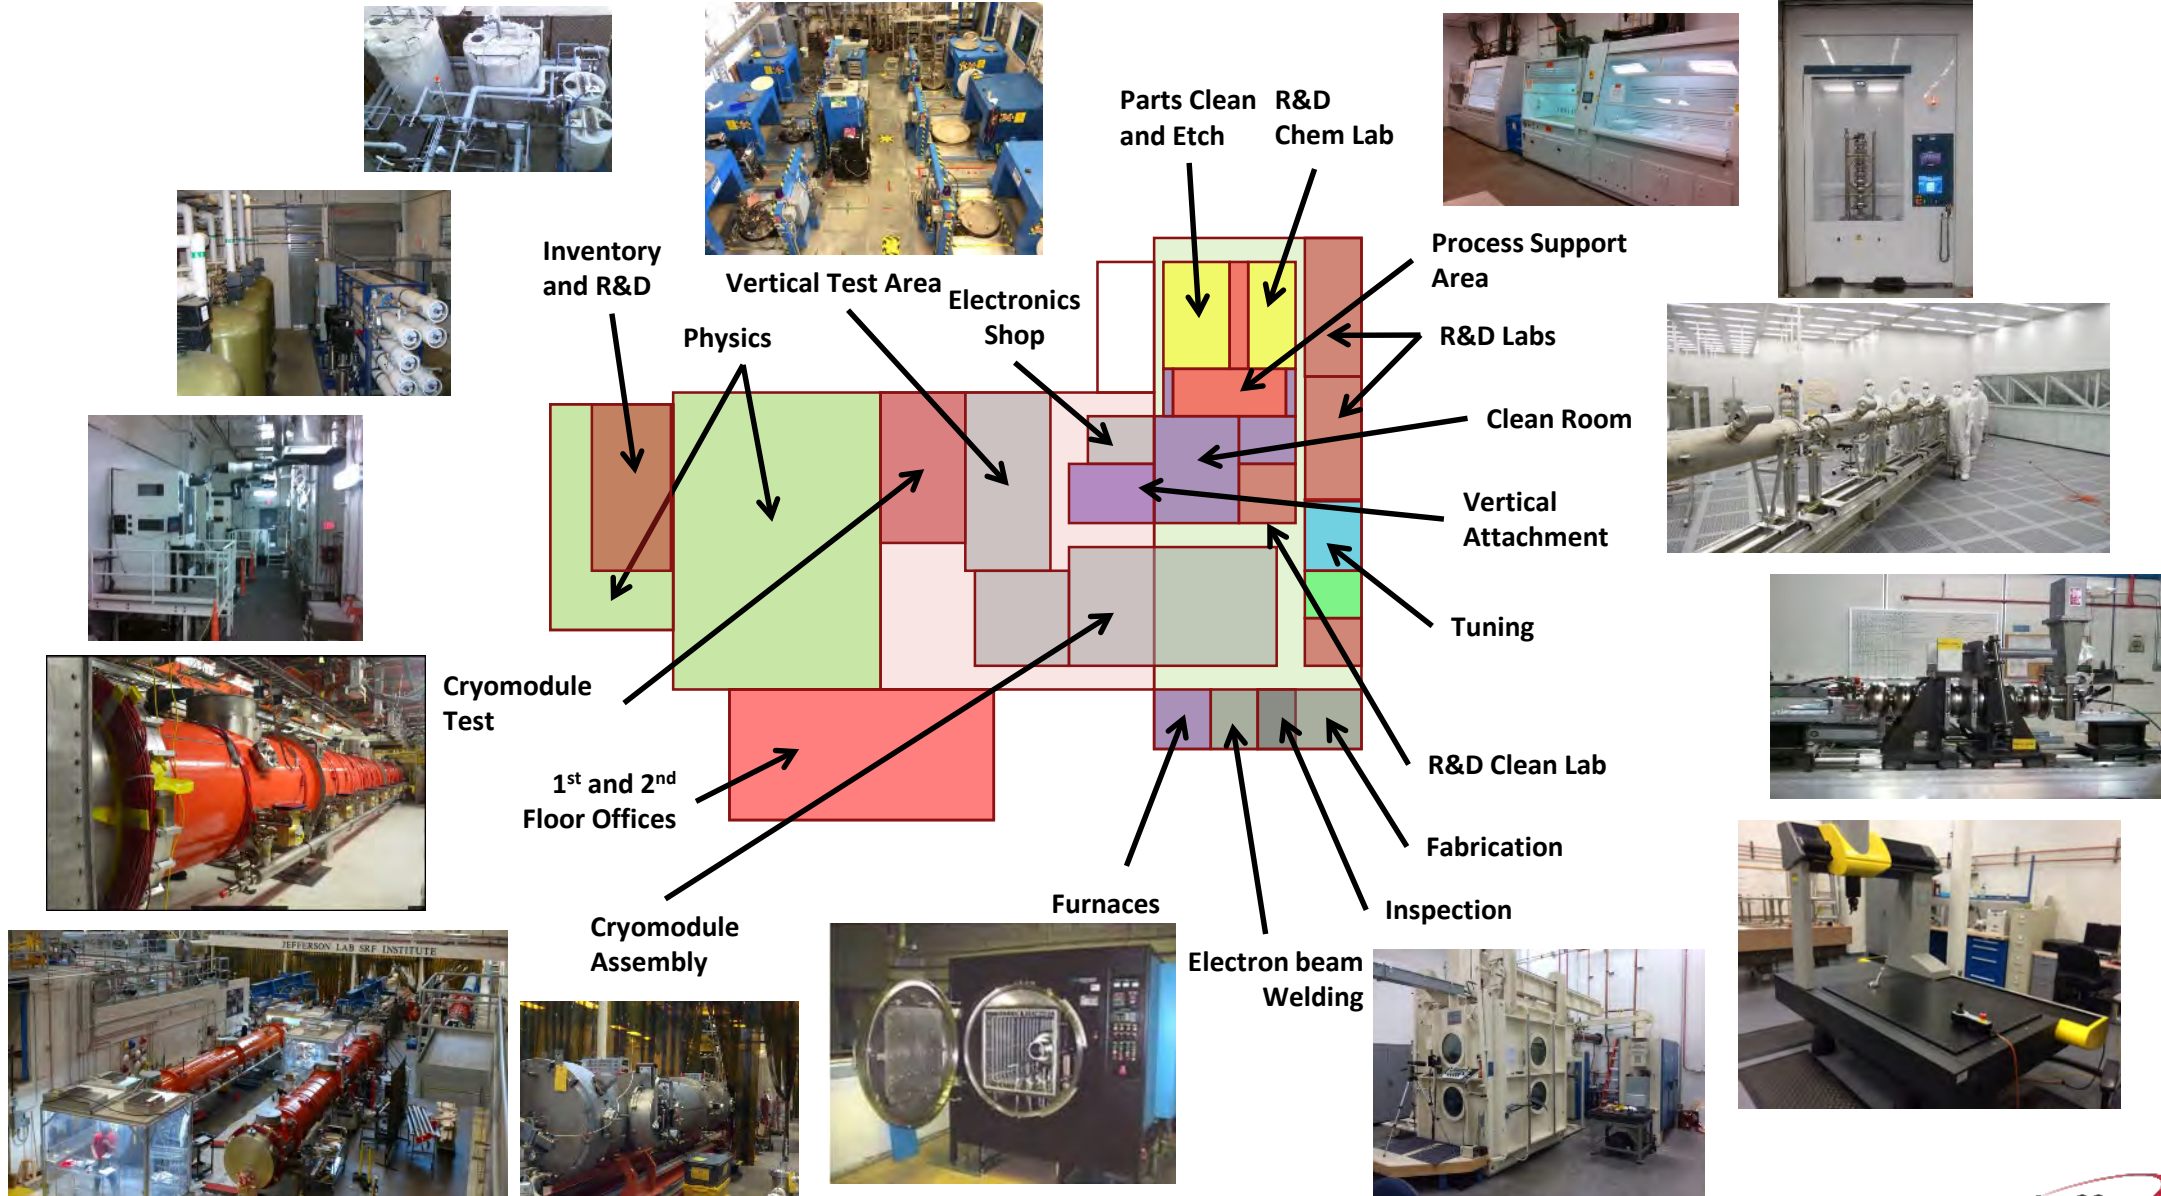 Parts Clean
and Etch
R&D
Chem Lab
Process Support
Area
Inventory
and R&D
Vertical Test Area
Electronics
Shop
Physics
R&D Labs
Clean Room
Vertical
Attachment
Tuning
Cryomodule
Test
R&D Clean Lab
1st and 2nd
Floor Offices
Fabrication
Furnaces
Inspection
Cryomodule
Assembly
Electron beam
Welding
JEFFERSON LAB SRF INSTITUTE